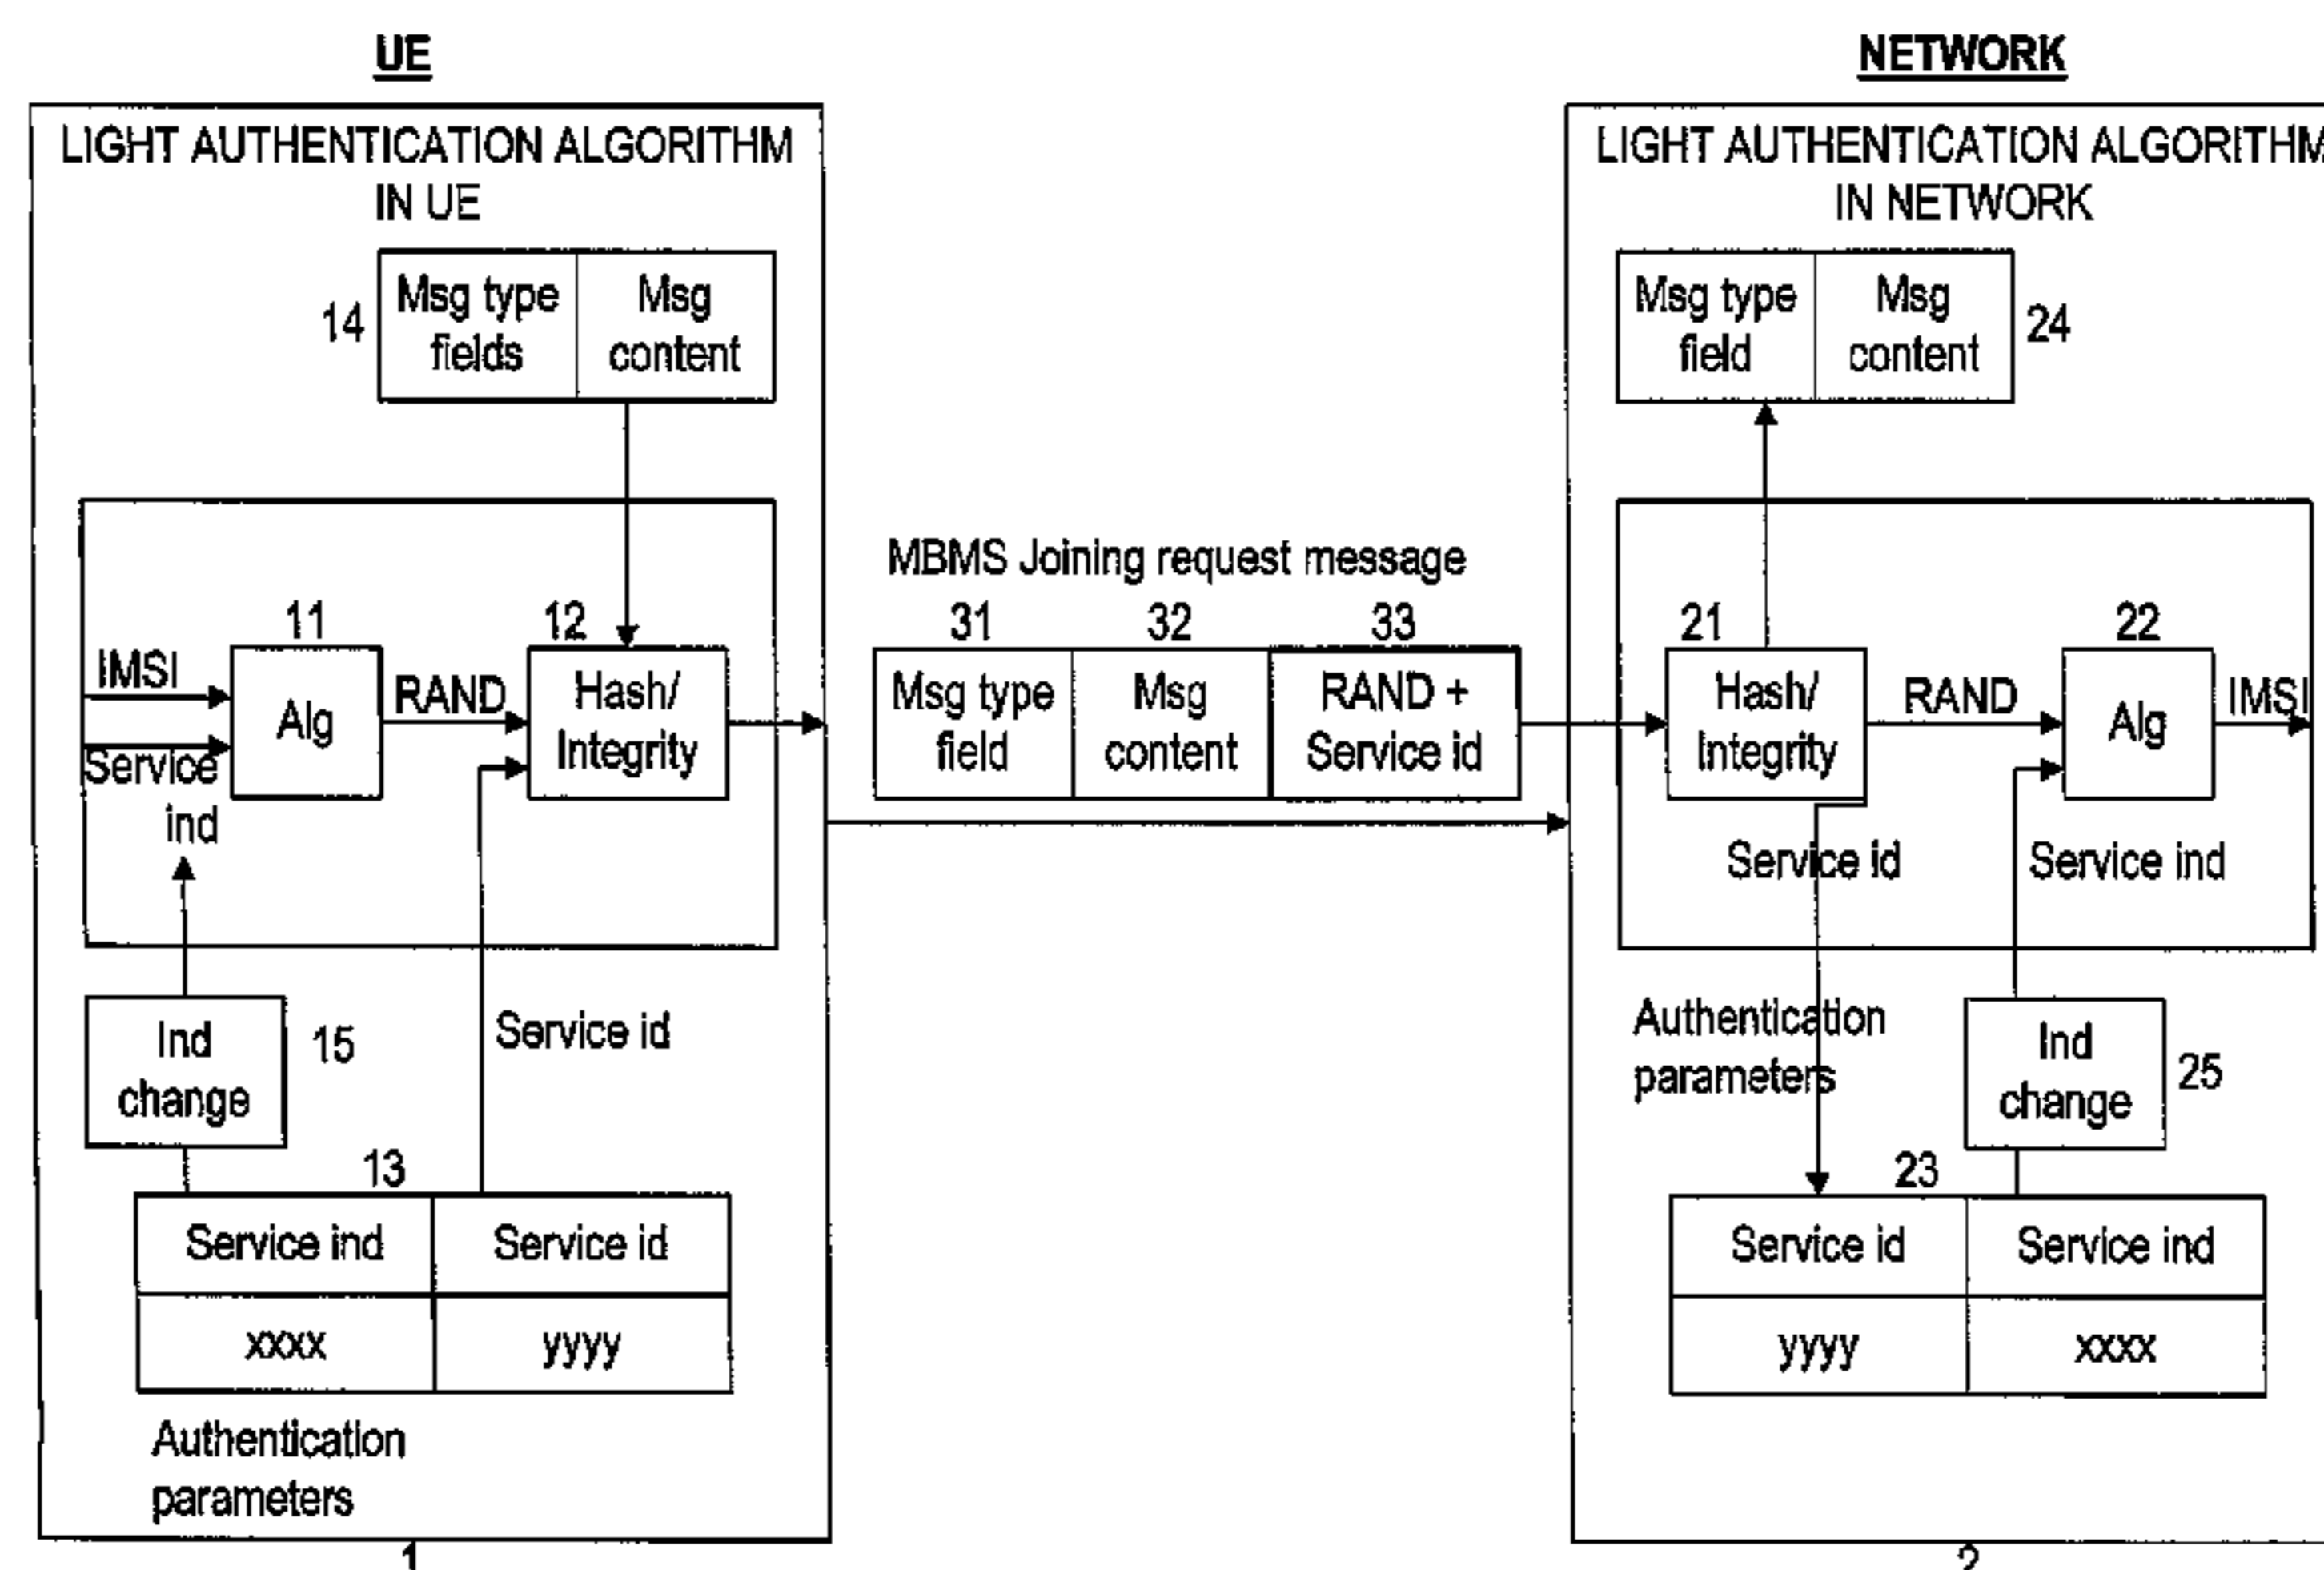 UE
NETWORK
LIGHT AUTHENTICATION ALGORITHM
IN UE
14
Msg type
fields
Msg
content
IMSI
Service
ind
11
Alg
RAND
12
Hash/
Integrity
Ind
change
15
Service id
13
Service ind
Service id
xxxx
yyyy
Authentication
parameters
1
MBMS Joining request message
31
32
33
Msg type
field
Msg
content
RAND +
Service id
LIGHT AUTHENTICATION ALGORITHM
IN NETWORK
Msg type
field
Msg
content
24
21
Hash/
Integrity
RAND
22
Alg
IMSI
Service id
Service ind
Authentication
parameters
Ind
change
25
23
Service id
Service ind
yyyy
xxxx
2